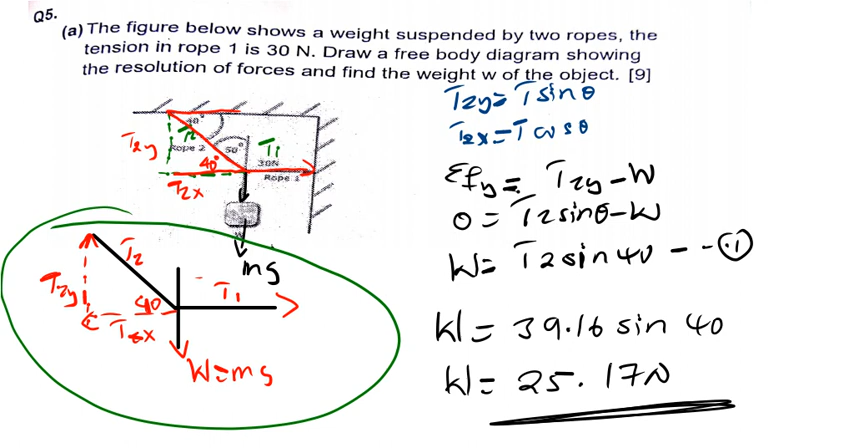 Q5.
(a) The figure below shows a weight suspended by two ropes, the
tension in rope 1 is 30 N. Draw a free body diagram showing
the resolution of forces and find the weight w of the object. [9]
T2y = T sin θ
T2x = T cos θ
40°
T2
T2y
Rope 2
50°
T1
40°
30N
Rope 1
T2x
mg
Σfy = T2y - W
0 = T2 sin θ - W
W = T2 sin 40 - - ①
T2
T2y
40
T1
T2x
W = mg
W = 39.16 sin 40
W = 25.17N